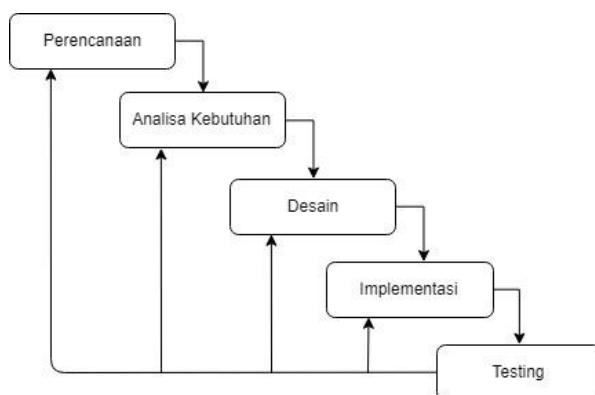 Perencanaan
Analisa Kebutuhan
Desain
Implementasi
Testing